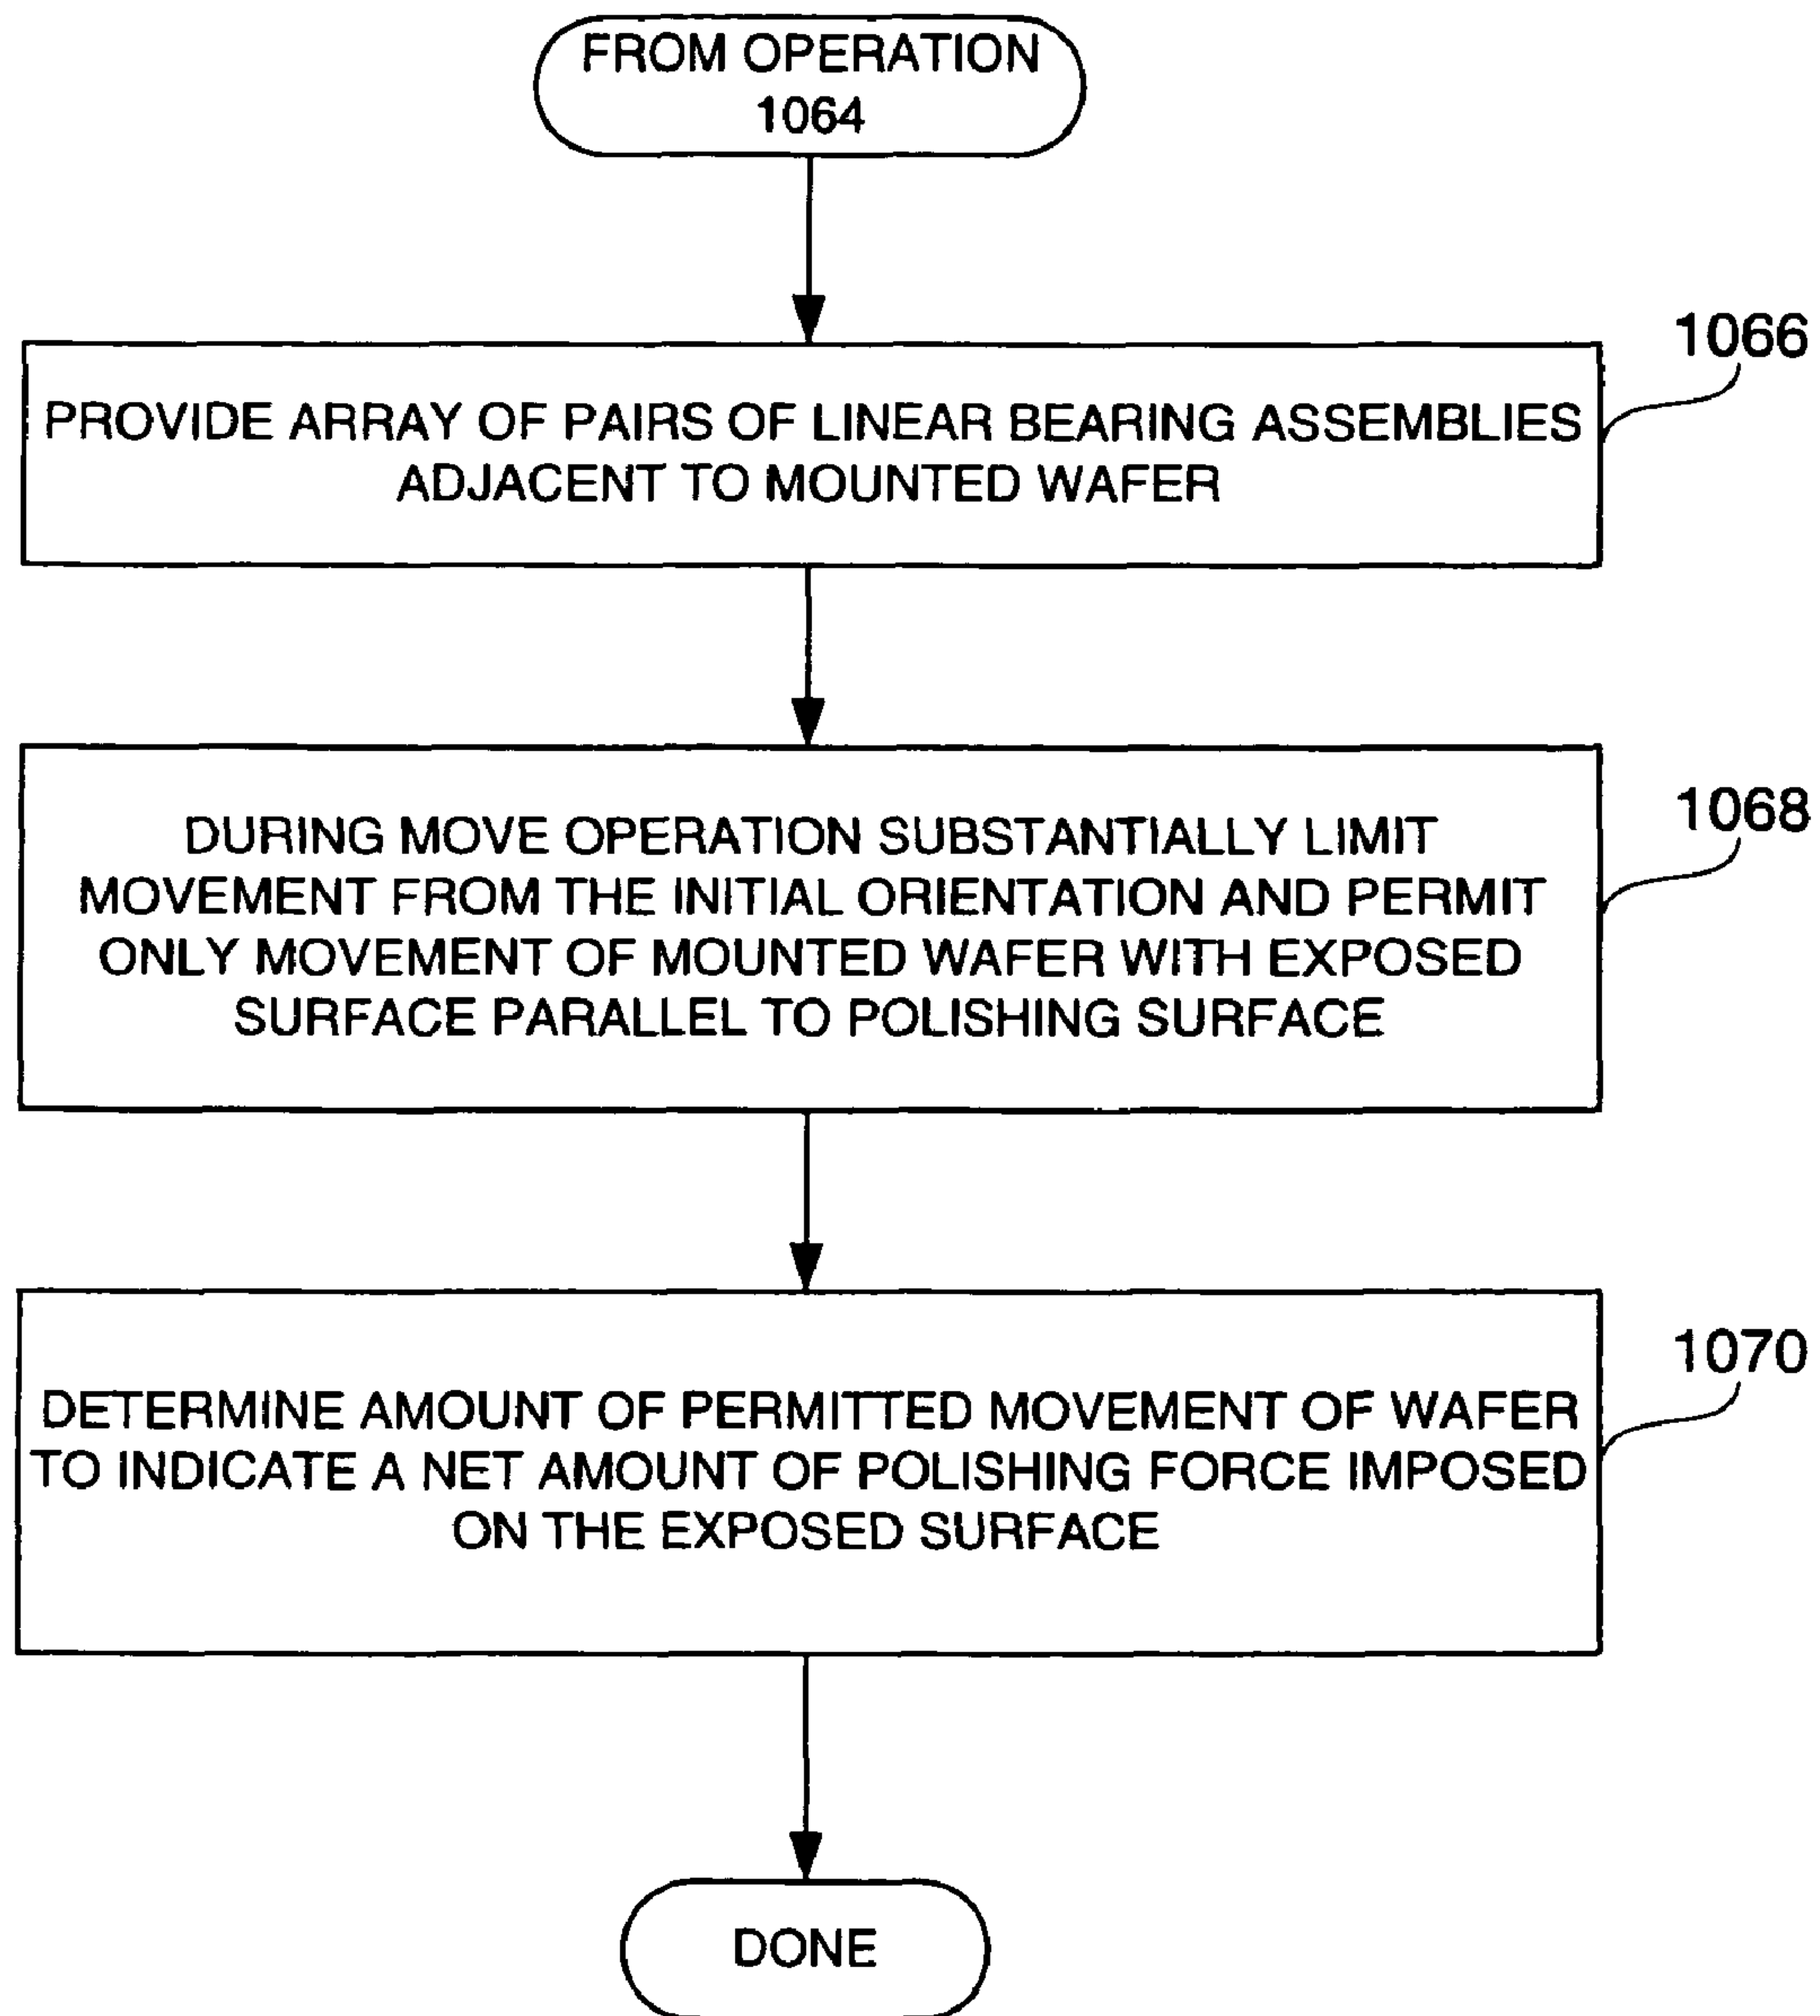 FROM OPERATION
1064
1066
PROVIDE ARRAY OF PAIRS OF LINEAR BEARING ASSEMBLIES
ADJACENT TO MOUNTED WAFER
1068
DURING MOVE OPERATION SUBSTANTIALLY LIMIT
MOVEMENT FROM THE INITIAL ORIENTATION AND PERMIT
ONLY MOVEMENT OF MOUNTED WAFER WITH EXPOSED
SURFACE PARALLEL TO POLISHING SURFACE
1070
DETERMINE AMOUNT OF PERMITTED MOVEMENT OF WAFER
TO INDICATE A NET AMOUNT OF POLISHING FORCE IMPOSED
ON THE EXPOSED SURFACE
DONE